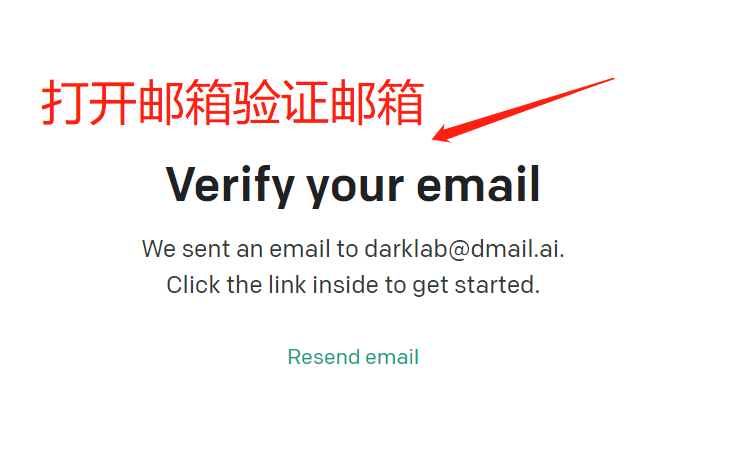 打开邮箱验证邮箱
Verify your email
We sent an email to darklab@dmail.ai.
Click the link inside to get started.
Resend email